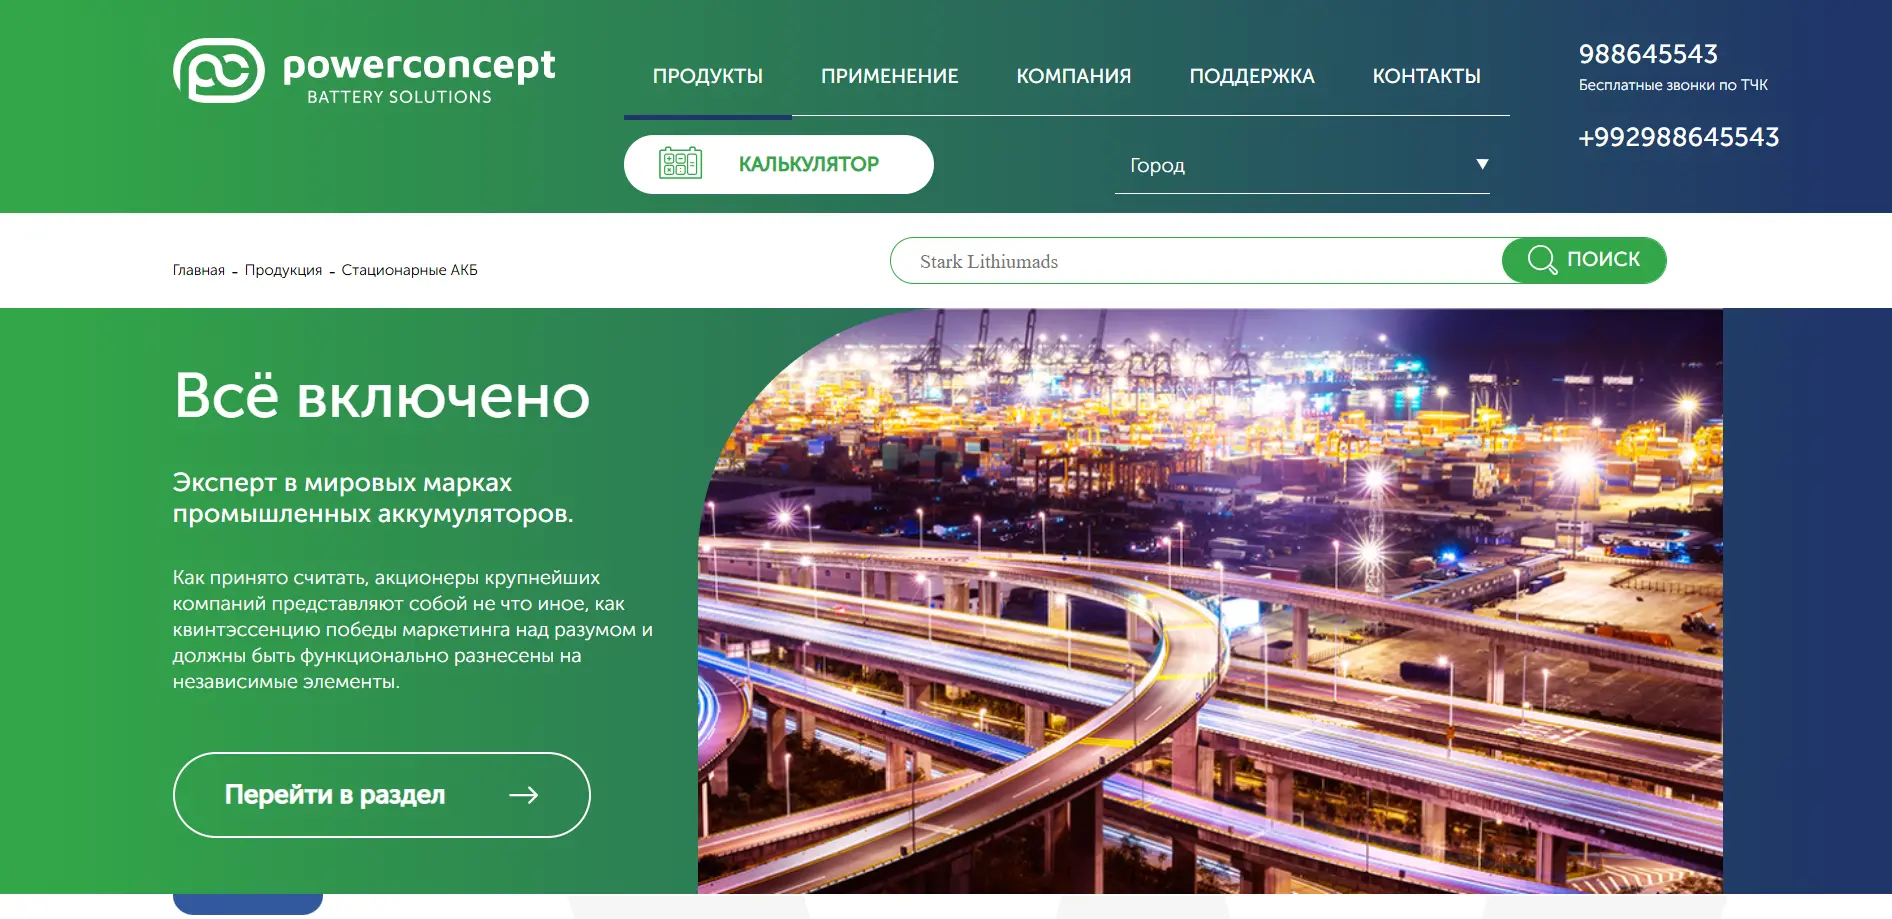 powerconcept
BATTERY SOLUTIONS
ПРОДУКТЫ
ПРИМЕНЕНИЕ
КОМПАНИЯ
ПОДДЕРЖКА
КОНТАКТЫ
988645543
Бесплатные звонки по ТЧК
+992988645543
КАЛЬКУЛЯТОР
Город
Главная - Продукция - Стационарные АКБ
Stark Lithiumads
ПОИСК
Всё включено
Эксперт в мировых марках
промышленных аккумуляторов.
Как принято считать, акционеры крупнейших
компаний представляют собой не что иное, как
квинтэссенцию победы маркетинга над разумом и
должны быть функционально разнесены на
независимые элементы.
Перейти в раздел